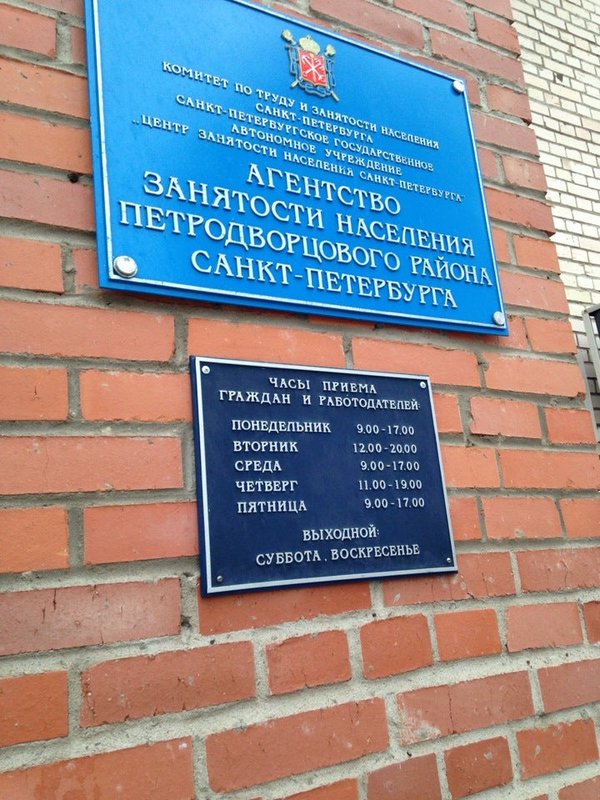 КОМИТЕТ ПО ТРУДУ И ЗАНЯТОСТИ НАСЕЛЕНИЯ
САНКТ-ПЕТЕРБУРГА
САНКТ-ПЕТЕРБУРГСКОЕ ГОСУДАРСТВЕННОЕ
АВТОНОМНОЕ УЧРЕЖДЕНИЕ
„ЦЕНТР ЗАНЯТОСТИ НАСЕЛЕНИЯ САНКТ-ПЕТЕРБУРГА"
АГЕНТСТВО
ЗАНЯТОСТИ НАСЕЛЕНИЯ
ПЕТРОДВОРЦОВОГО РАЙОНА
САНКТ-ПЕТЕРБУРГА
ЧАСЫ ПРИЕМА
ГРАЖДАН И РАБОТОДАТЕЛЕЙ:
ПОНЕДЕЛЬНИК 9.00-17.00
ВТОРНИК 12.00-20.00
СРЕДА 9.00-17.00
ЧЕТВЕРГ 11.00-19.00
ПЯТНИЦА 9.00-17.00
ВЫХОДНОЙ:
СУББОТА, ВОСКРЕСЕНЬЕ